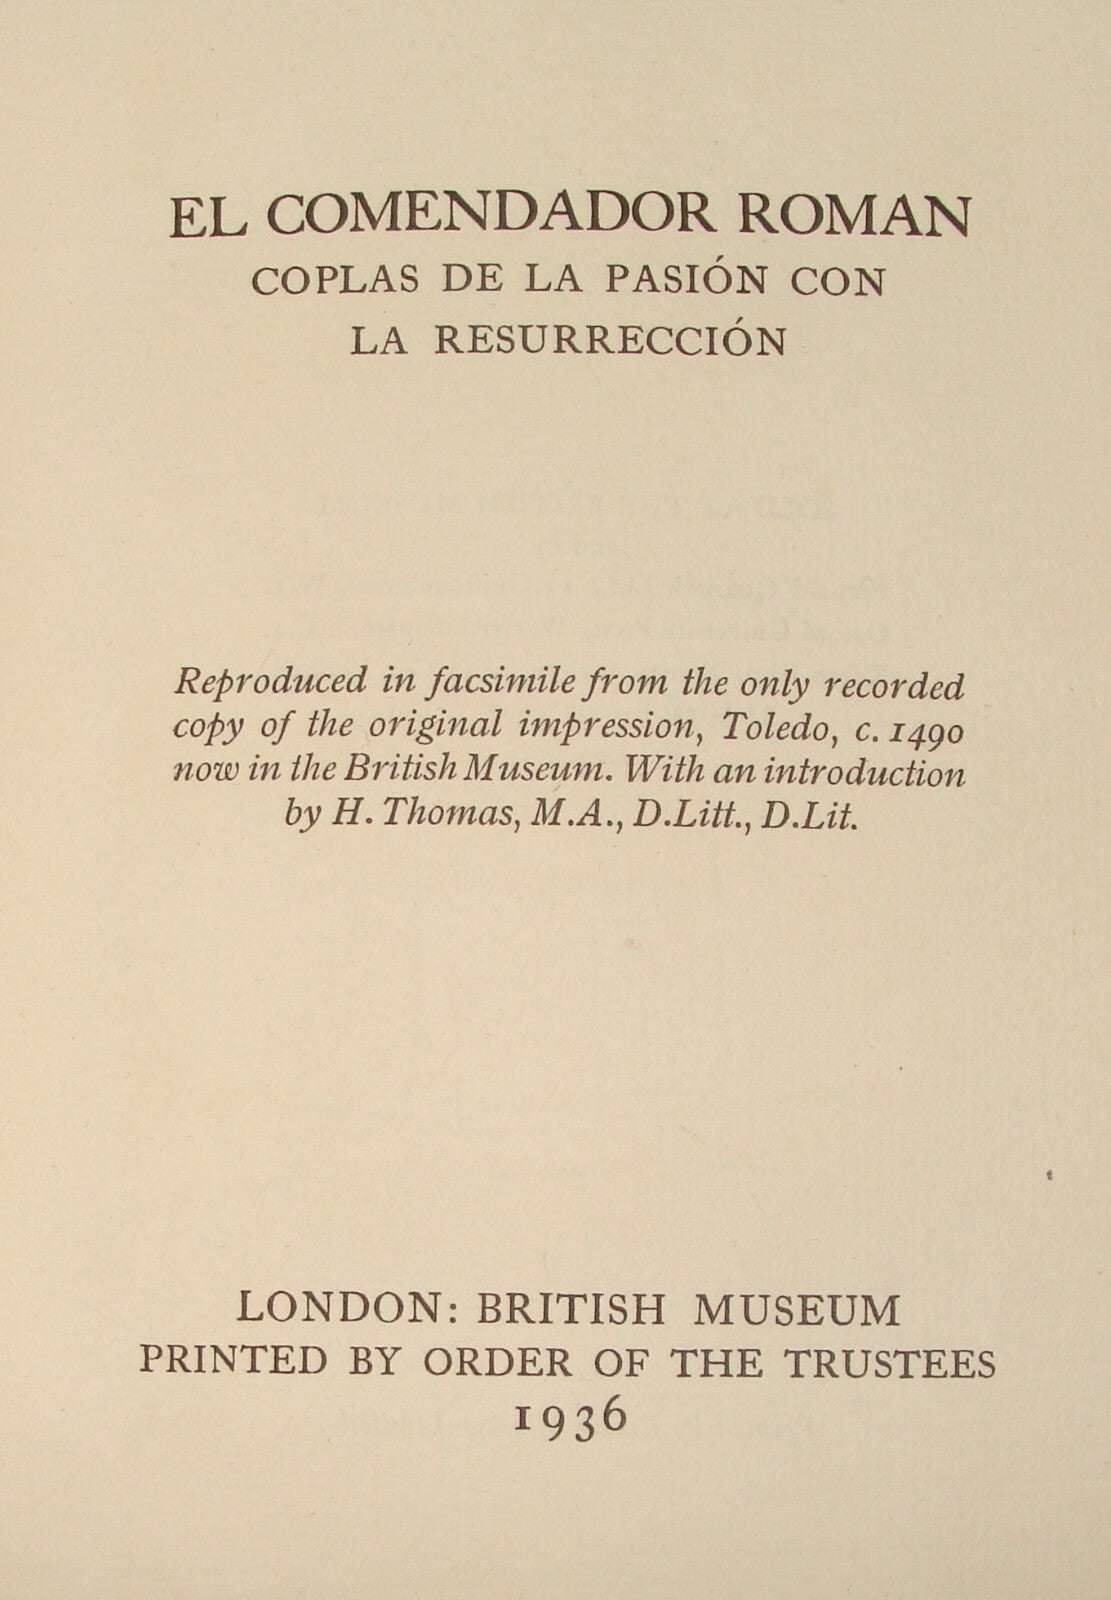 EL COMENDADOR ROMAN
COPLAS DE LA PASIÓN CON
LA RESURRECCIÓN
Reproduced in facsimile from the only recorded
copy of the original impression, Toledo, c. 1490
now in the British Museum. With an introduction
by H. Thomas, M.A., D.Litt., D.Lit.
LONDON: BRITISH MUSEUM
PRINTED BY ORDER OF THE TRUSTEES
1936